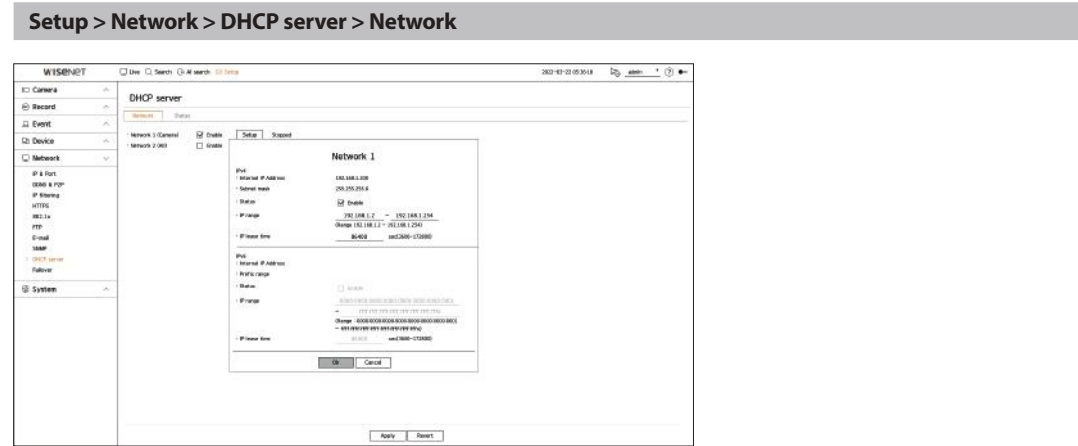 Setup > Network > DHCP server > Network
WISENET Live Search AI search Setup 2022-03-22 05:36:18 admin
Camera
DHCP server
Record
Network Status
Event
Network 1 (Camera) Enable Setup Stopped
Device
Network 2 Enable
Network
Network 1
IP & Port
IPv4
Internal IP Address 192.168.1.200
DDNS & P2P
Subnet mask 255.255.255.0
IP filtering
HTTPS
Status Enable
802.1x
IP range 192.168.1.2 ~ 192.168.1.254
FTP
(Range 192.168.1.2 ~ 192.168.1.254)
E-mail
IP lease time 86400 sec(3600~172800)
SNMP
DHCP server
IPv6
Internal IP Address
Failover
Prefix range
System
Status Enable
IP range
IP lease time 86400 sec(3600~172800)
Ok Cancel
Apply Revert